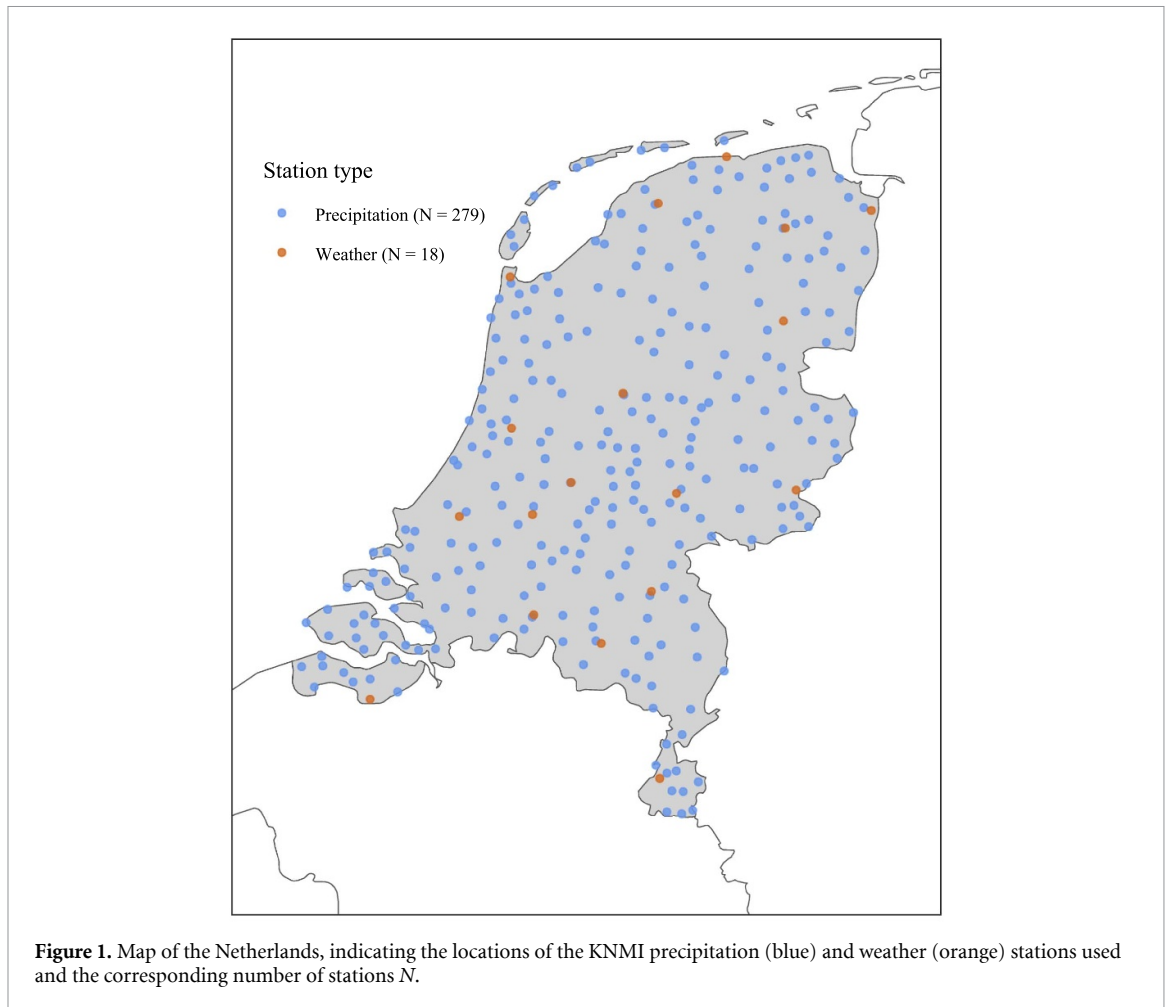 Station type
Precipitation (N = 279)
Weather (N = 18)
Figure 1. Map of the Netherlands, indicating the locations of the KNMI precipitation (blue) and weather (orange) stations used
and the corresponding number of stations N.